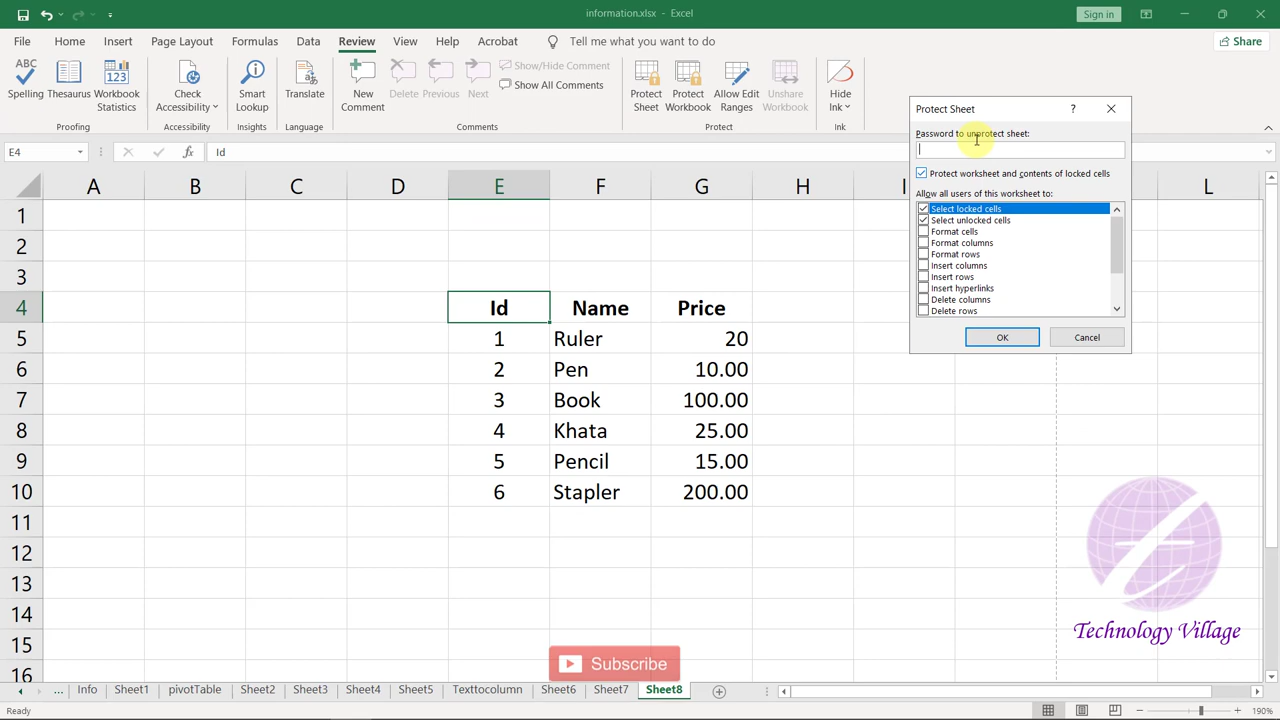 information.xlsx - Excel
Sign in
File Home Insert Page Layout Formulas Data Review View Help Acrobat Tell me what you want to do Share
ABC
Spelling
Thesaurus
123
Workbook
Statistics
Proofing
Check
Accessibility
Accessibility
Smart
Lookup
Insights
Translate
Language
New
Comment
Delete
Previous
Next
Show/Hide Comment
Show All Comments
Comments
Protect
Sheet
Protect
Workbook
Allow Edit
Ranges
Unshare
Workbook
Protect
Hide
Ink
Ink
E4 fx Id
A B C D E F G H I L
1
2
3
4 Id Name Price
5 1 Ruler 20
6 2 Pen 10.00
7 3 Book 100.00
8 4 Khata 25.00
9 5 Pencil 15.00
10 6 Stapler 200.00
11
12
13
14
15
16
Protect Sheet ?
Password to unprotect sheet:
Protect worksheet and contents of locked cells
Allow all users of this worksheet to:
Select locked cells
Select unlocked cells
Format cells
Format columns
Format rows
Insert columns
Insert rows
Insert hyperlinks
Delete columns
Delete rows
OK Cancel
Technology Village
Subscribe
... Info Sheet1 pivotTable Sheet2 Sheet3 Sheet4 Sheet5 Texttocolumn Sheet6 Sheet7 Sheet8
Ready 190%